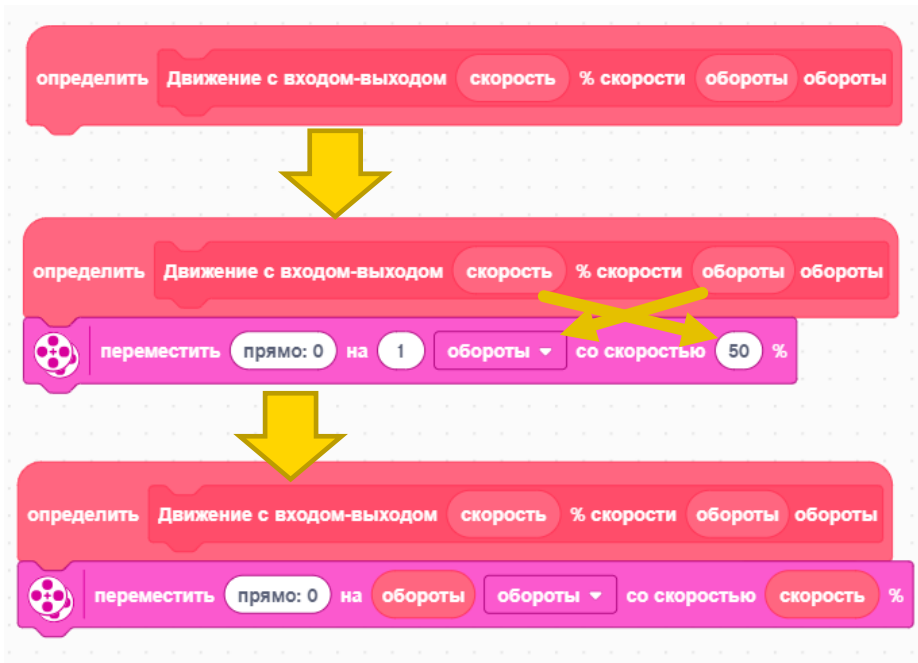 определить Движение с входом-выходом скорость % скорости обороты обороты
определить Движение с входом-выходом скорость % скорости обороты обороты
переместить прямо: 0 на 1 обороты со скоростью 50 %
определить Движение с входом-выходом скорость % скорости обороты обороты
переместить прямо: 0 на обороты обороты со скоростью скорость %